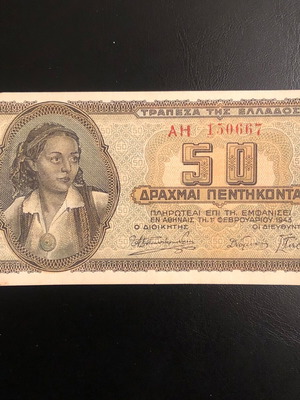 ΤΡΑΠΕΖΑ ΤΗΣ ΕΛΛΑΔΟΣ
ΑΗ 150667
50
ΔΡΑΧΜΑΙ ΠΕΝΤΗΚΟΝΤΑ
ΠΛΗΡΩΤΕΑΙ ΕΠΙ ΤΗ, ΕΜΦΑΝΙΣΕΙ
ΕΝ ΑΘΗΝΑΙΣ ΤΗ, 1, ΦΕΒΡΟΥΑΡΙΟΥ 1943
Ο ΔΙΟΙΚΗΤΗΣ ΟΙ ΔΙΕΥΘΥΝΤ